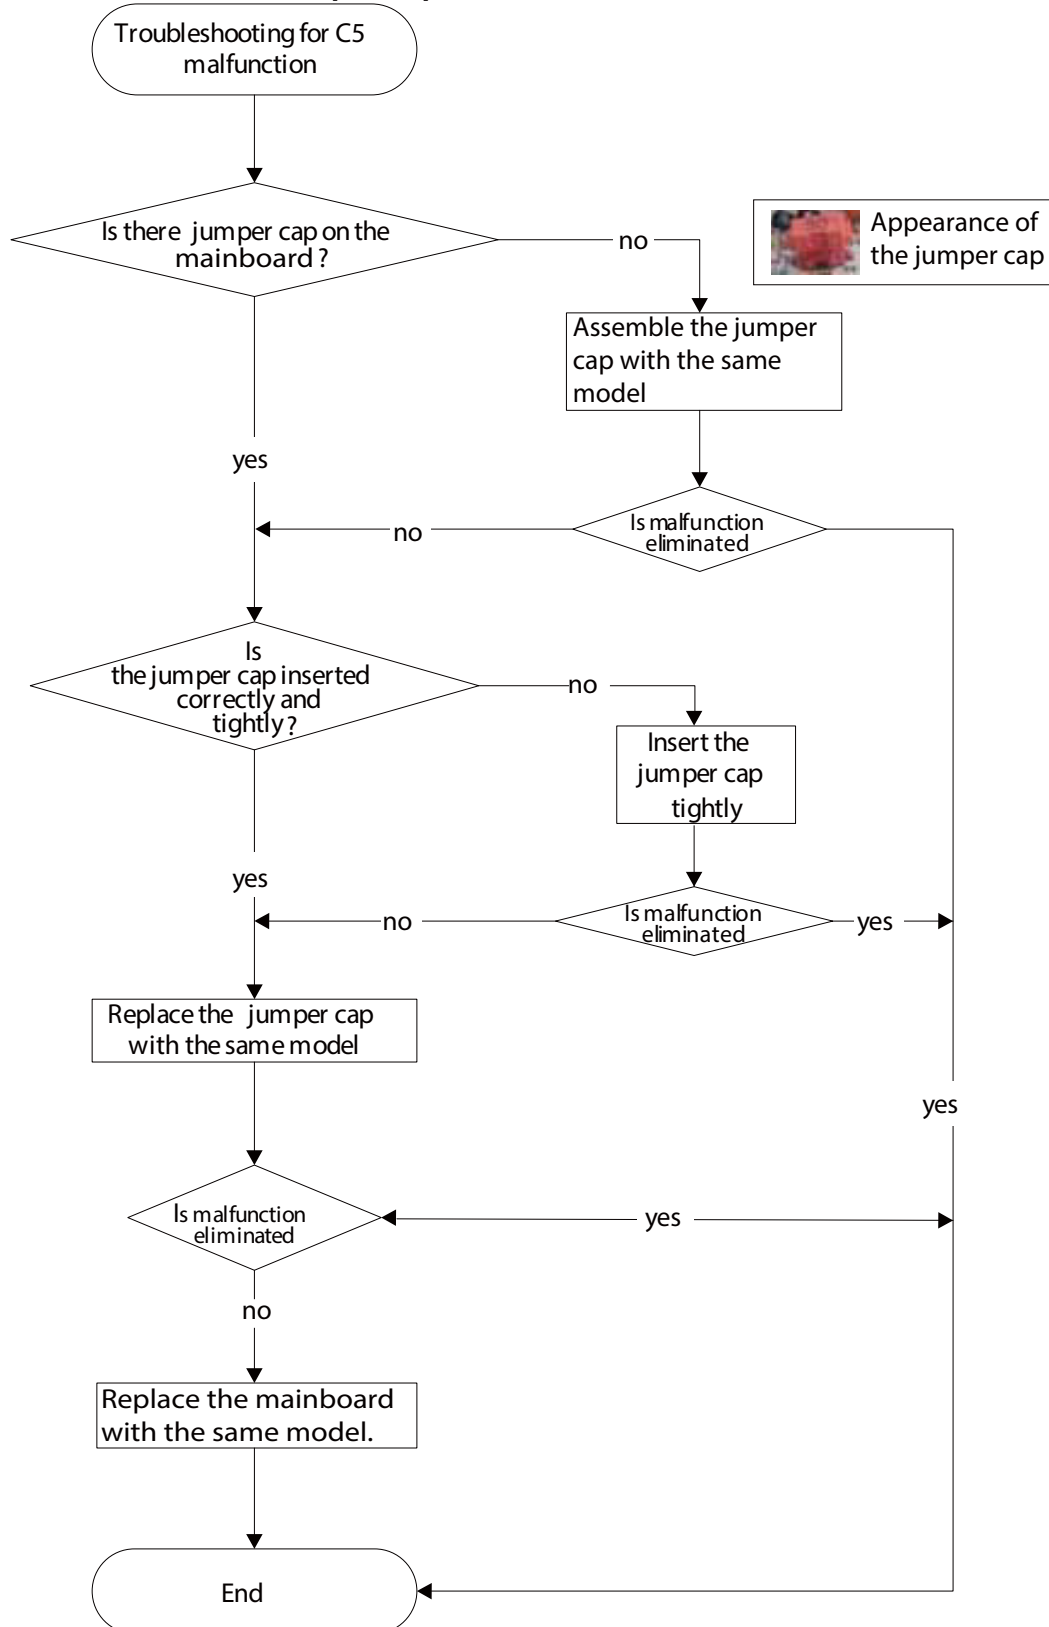 Troubleshooting for C5
malfunction
Is there jumper cap on the
mainboard?
no
Appearance of
the jumper cap
Assemble the jumper
cap with the same
model
yes
no
Is malfunction
eliminated
Is
the jumper cap inserted
correctly and
tightly?
no
Insert the
jumper cap
tightly
yes
no
Is malfunction
eliminated
yes
Replace the jumper cap
with the same model
yes
Is malfunction
eliminated
yes
no
Replace the mainboard
with the same model.
End